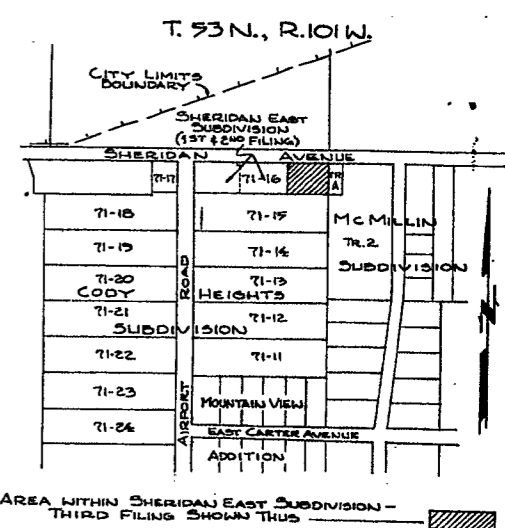 T. 53 N., R. 101 W.
CITY LIMITS
BOUNDARY
SHERIDAN EAST
SUBDIVISION
(1ST & 2ND FILING)
SHERIDAN AVENUE
71-17
71-16
TR.
A
71-18
71-15
McMILLIN
TR. 2
SUBDIVISION
71-19
71-14
71-20
71-13
CODY HEIGHTS
SUBDIVISION
71-21
71-12
71-22
71-11
71-23
71-24
AIRPORT ROAD
MOUNTAIN VIEW
EAST CARTER AVENUE
ADDITION
N
AREA WITHIN SHERIDAN EAST SUBDIVISION -
THIRD FILING SHOWN THUS